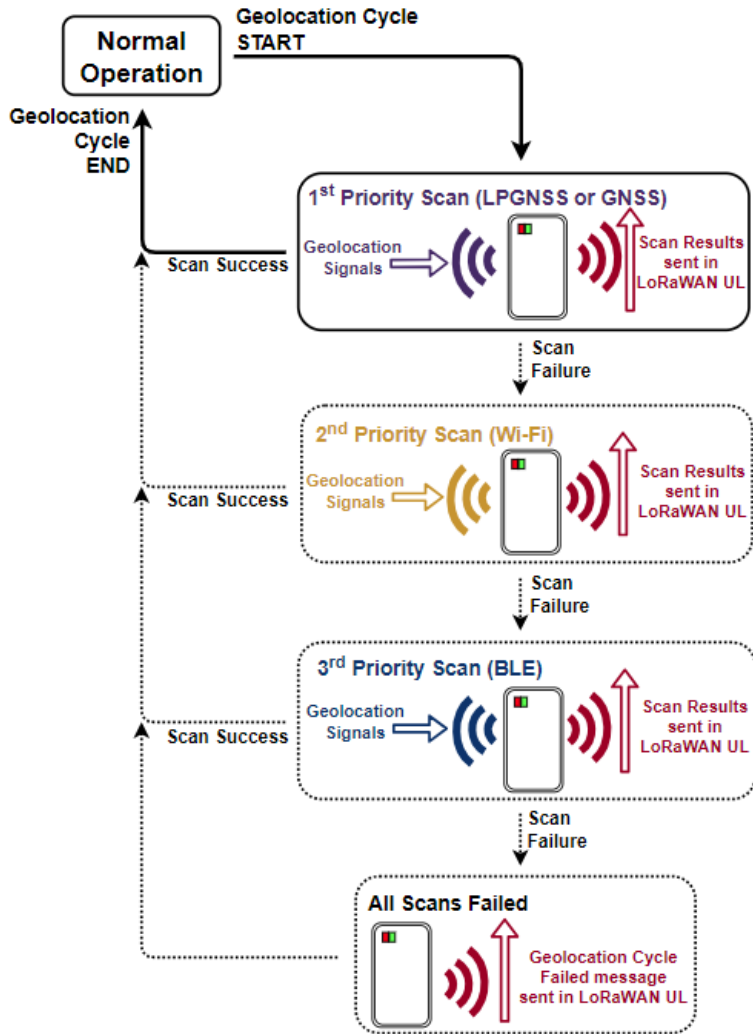 Normal
Operation
Geolocation Cycle
START
Geolocation
Cycle
END
1st Priority Scan (LPGNSS or GNSS)
Geolocation
Signals
Scan Results
sent in
LoRaWAN UL
Scan Success
Scan
Failure
2nd Priority Scan (Wi-Fi)
Geolocation
Signals
Scan Results
sent in
LoRaWAN UL
Scan Success
Scan
Failure
3rd Priority Scan (BLE)
Geolocation
Signals
Scan Results
sent in
LoRaWAN UL
Scan Success
Scan
Failure
All Scans Failed
Geolocation Cycle
Failed message
sent in LoRaWAN UL